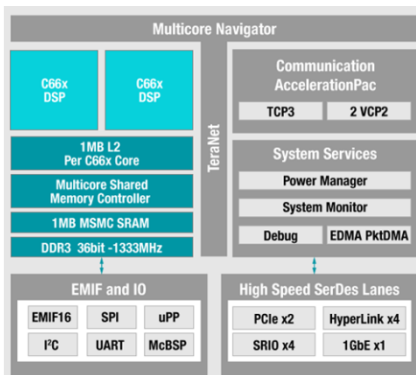 Multicore Navigator
C66x
DSP
C66x
DSP
1MB L2
Per C66x Core
Multicore Shared
Memory Controller
1MB MSMC SRAM
DDR3 36bit -1333MHz
TeraNet
Communication
AccelerationPac
TCP3
2 VCP2
System Services
Power Manager
System Monitor
Debug
EDMA PktDMA
EMIF and IO
EMIF16
SPI
uPP
I²C
UART
McBSP
High Speed SerDes Lanes
PCIe x2
HyperLink x4
SRIO x4
1GbE x1